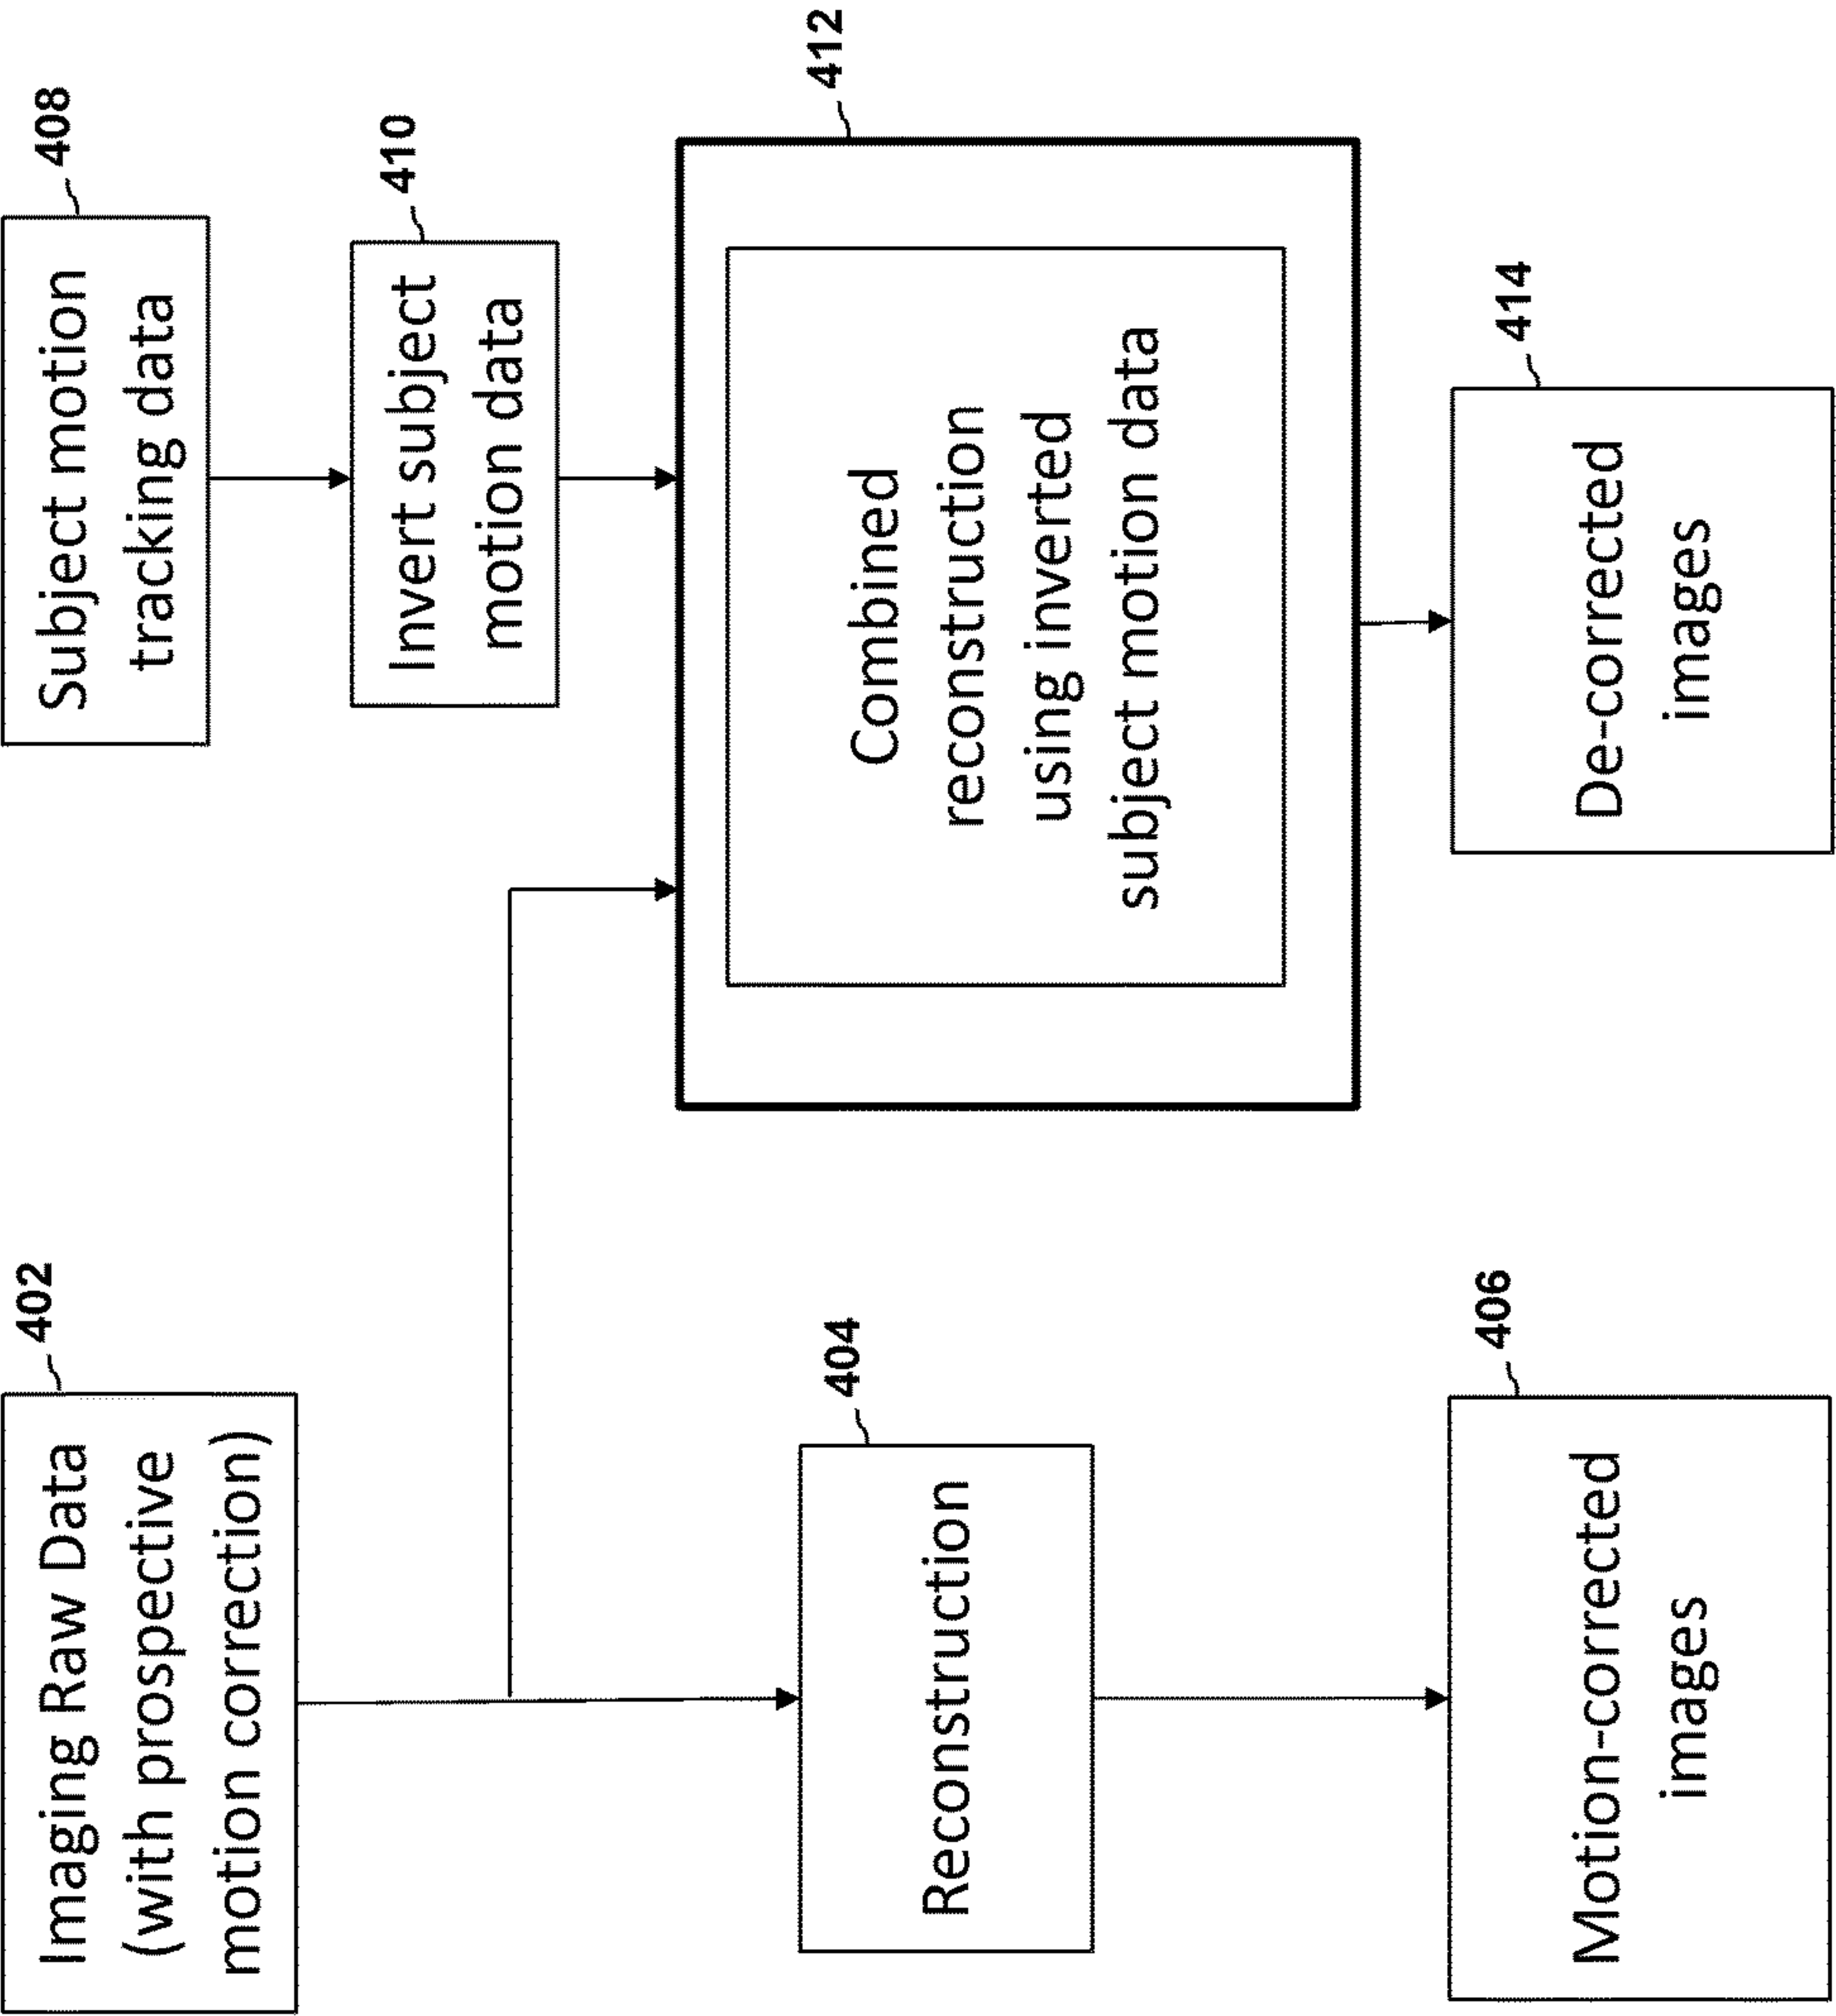 402
Imaging Raw Data
(with prospective
motion correction)
404
Reconstruction
406
Motion-corrected
images
408
Subject motion
tracking data
410
Invert subject
motion data
412
Combined
reconstruction
using inverted
subject motion data
414
De-corrected
images